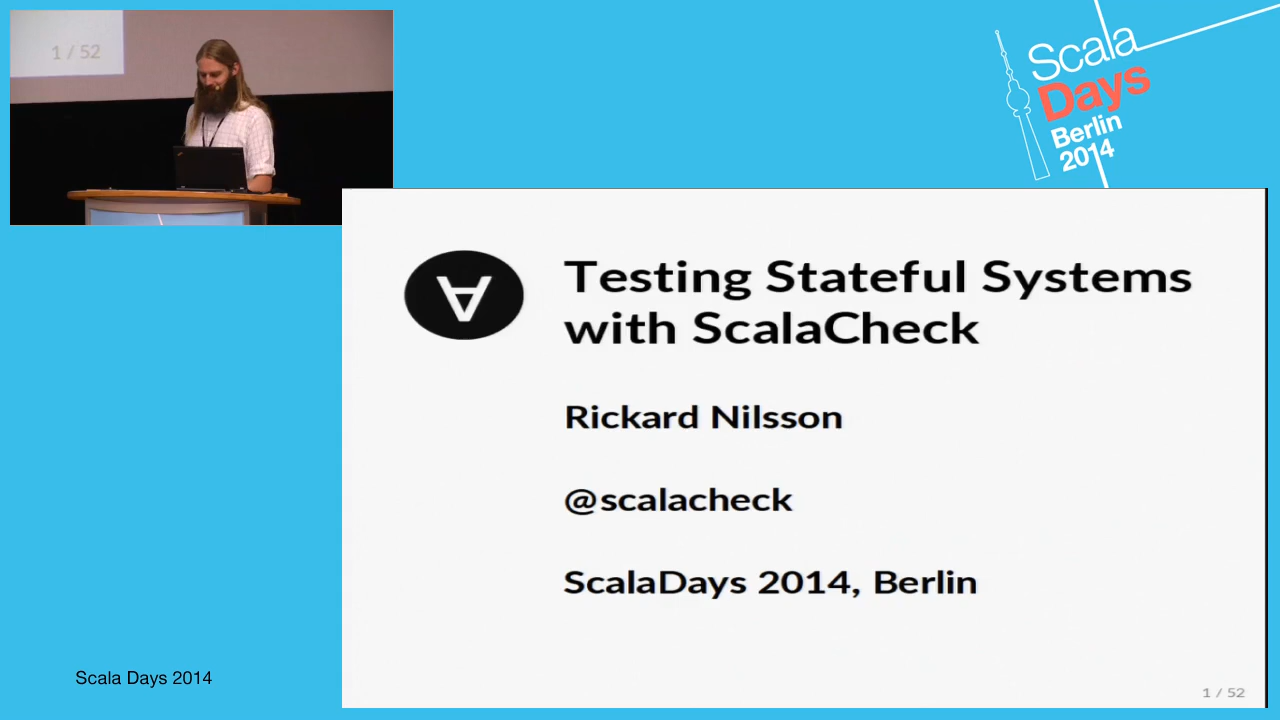 1 / 52
Scala
Days
Berlin
2014
∀
Testing Stateful Systems
with ScalaCheck
Rickard Nilsson
@scalacheck
ScalaDays 2014, Berlin
Scala Days 2014
1 / 52